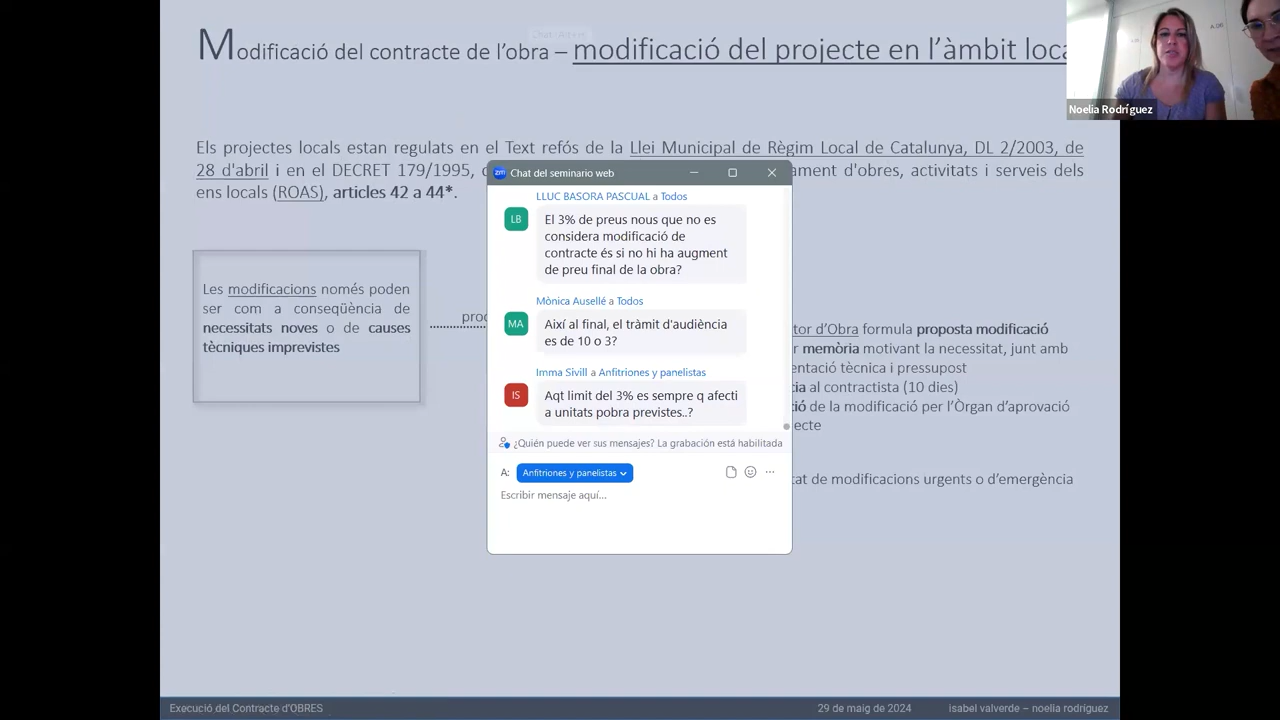 Modificació del contracte de l'obra – modificació del projecte en l'àmbit loca
Noelia Rodríguez
Els projectes locals estan regulats en el Text refós de la Llei Municipal de Règim Local de Catalunya, DL 2/2003, de
28 d'abril i en el DECRET 179/1995, ament d'obres, activitats i serveis dels
ens locals (ROAS), articles 42 a 44*.
Les modificacions només poden
ser com a conseqüència de
necessitats noves o de causes
tècniques imprevistes
Chat del seminario web
LLUC BASORA PASCUAL a Todos
LB
El 3% de preus nous que no es
considera modificació de
contracte és si no hi ha augment
de preu final de la obra?
Mònica Ausellé a Todos
MA
Així al final, el tràmit d'audiència
es de 10 o 3?
Imma Sivill a Anfitriones y panelistas
IS
Aqt limit del 3% es sempre q afecti
a unitats pobra previstes..?
¿Quién puede ver sus mensajes? La grabación está habilitada
A: Anfitriones y panelistas
Escribir mensaje aquí...
tor d'Obra formula proposta modificació
r memòria motivant la necessitat, junt amb
entació tècnica i pressupost
cia al contractista (10 dies)
ió de la modificació per l'Òrgan d'aprovació
ecte
tat de modificacions urgents o d'emergència
Execució del Contracte d'OBRES
29 de maig de 2024
isabel valverde – noelia rodríguez